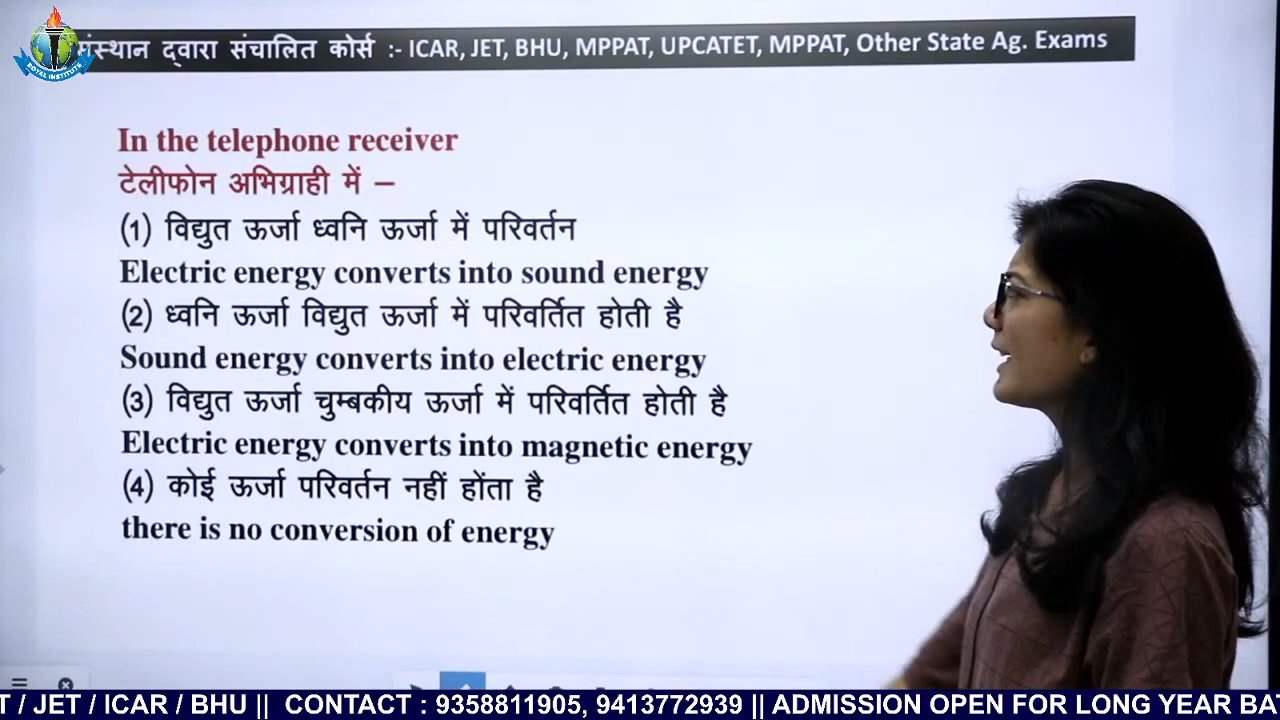 संस्थान द्वारा संचालित कोर्स :- ICAR, JET, BHU, MPPAT, UPCATET, MPPAT, Other State Ag. Exams
ROYAL INSTITUTE
In the telephone receiver
टेलीफोन अभिग्राही में –
(1) विद्युत ऊर्जा ध्वनि ऊर्जा में परिवर्तन
Electric energy converts into sound energy
(2) ध्वनि ऊर्जा विद्युत ऊर्जा में परिवर्तित होती है
Sound energy converts into electric energy
(3) विद्युत ऊर्जा चुम्बकीय ऊर्जा में परिवर्तित होती है
Electric energy converts into magnetic energy
(4) कोई ऊर्जा परिवर्तन नहीं होंता है
there is no conversion of energy
T / JET / ICAR / BHU || CONTACT : 9358811905, 9413772939 || ADMISSION OPEN FOR LONG YEAR BA